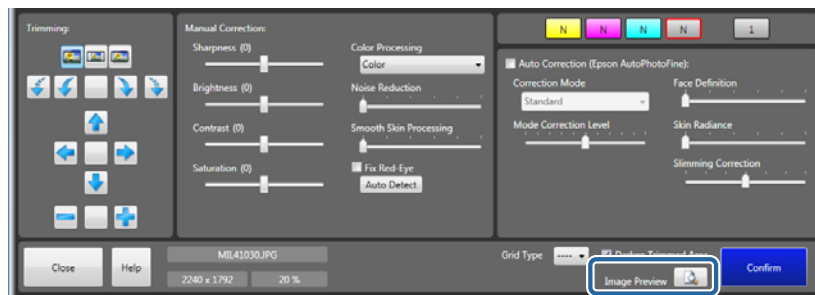 Trimming:
Manual Correction:
Sharpness (0)
Brightness (0)
Contrast (0)
Saturation (0)
Color Processing
Color
Noise Reduction
Smooth Skin Processing
Fix Red-Eye
Auto Detect
N N N N 1
Auto Correction (Epson AutoPhotoFine):
Correction Mode
Standard
Mode Correction Level
Face Definition
Skin Radiance
Slimming Correction
Close
Help
MIL41030.JPG
2240 x 1792 20 %
Grid Type ---- Darken Trimmed Area
Image Preview
Confirm